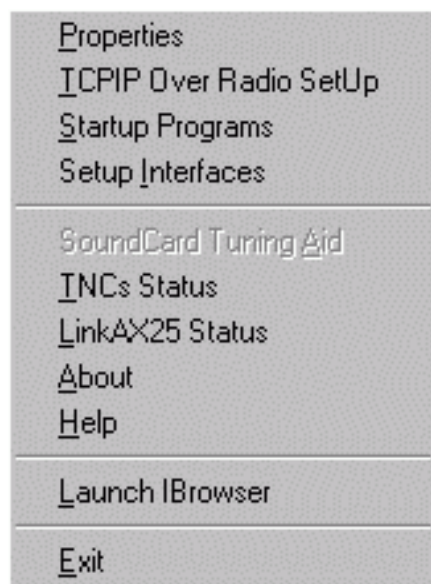 Properties
TCPIP Over Radio SetUp
Startup Programs
Setup Interfaces
SoundCard Tuning Aid
TNCs Status
LinkAX25 Status
About
Help
Launch IBrowser
Exit